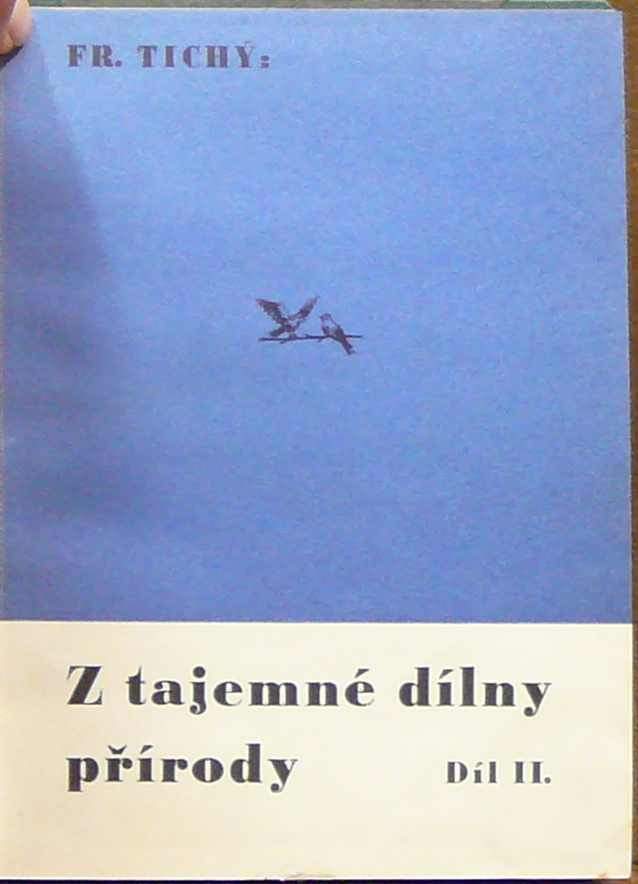 FR. TICHÝ:
Z tajemné dílny
přírody Díl II.